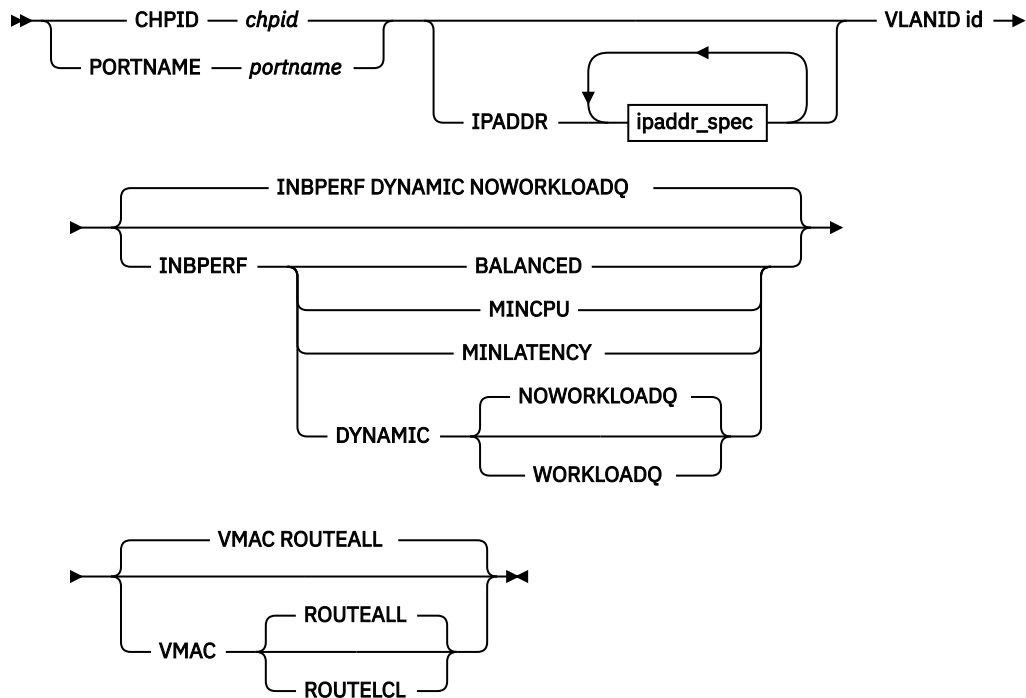 CHPID chpid VLANID id
PORTNAME portname
IPADDR ipaddr_spec
INBPERF DYNAMIC NOWORKLOADQ
INBPERF BALANCED
MINCPU
MINLATENCY
NOWORKLOADQ
DYNAMIC
WORKLOADQ
VMAC ROUTEALL
ROUTEALL
VMAC
ROUTELCL